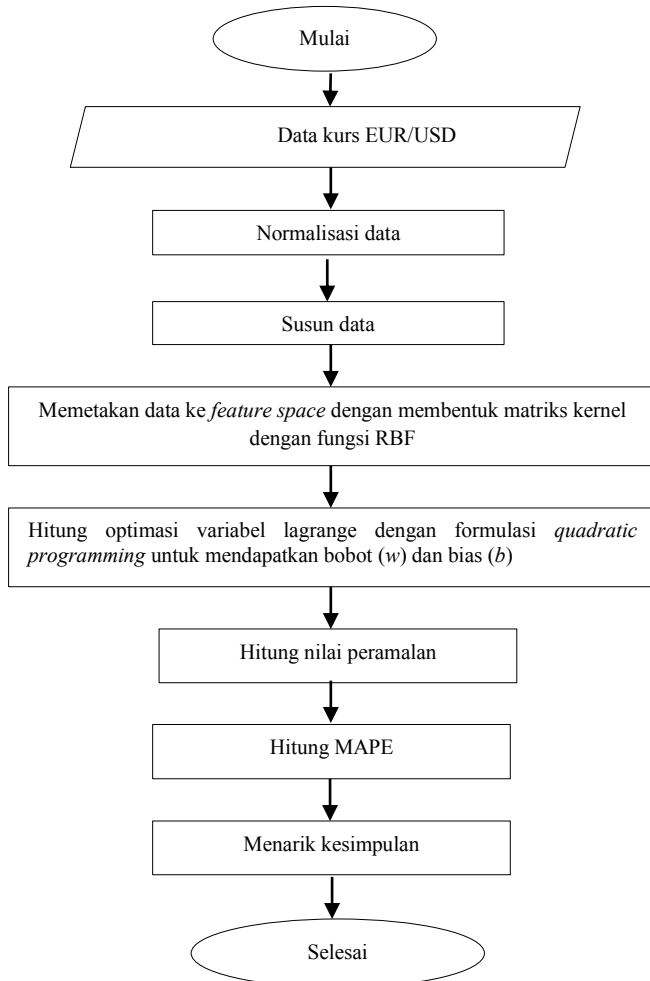 Mulai
Data kurs EUR/USD
Normalisasi data
Susun data
Memetakan data ke feature space dengan membentuk matriks kernel
dengan fungsi RBF
Hitung optimasi variabel lagrange dengan formulasi quadratic
programming untuk mendapatkan bobot (w) dan bias (b)
Hitung nilai peramalan
Hitung MAPE
Menarik kesimpulan
Selesai